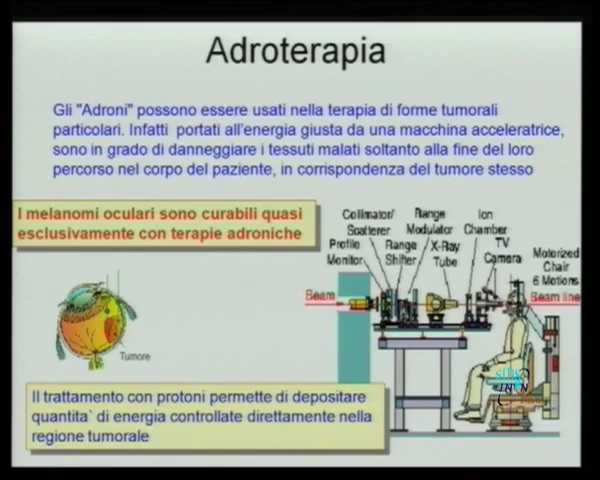 Adroterapia
Gli "Adroni" possono essere usati nella terapia di forme tumorali
particolari. Infatti portati all'energia giusta da una macchina acceleratrice,
sono in grado di danneggiare i tessuti malati soltanto alla fine del loro
percorso nel corpo del paziente, in corrispondenza del tumore stesso
I melanomi oculari sono curabili quasi
esclusivamente con terapie adroniche
Collimator/
Scatterer
Range
Modulator
Ion
Chamber
Profile
Monitor
Range
Shifter
X-Ray
Tube
TV
Camera
Motorized
Chair
6 Motions
Beam
Beam line
Tumore
Il trattamento con protoni permette di depositare
quantita` di energia controllate direttamente nella
regione tumorale